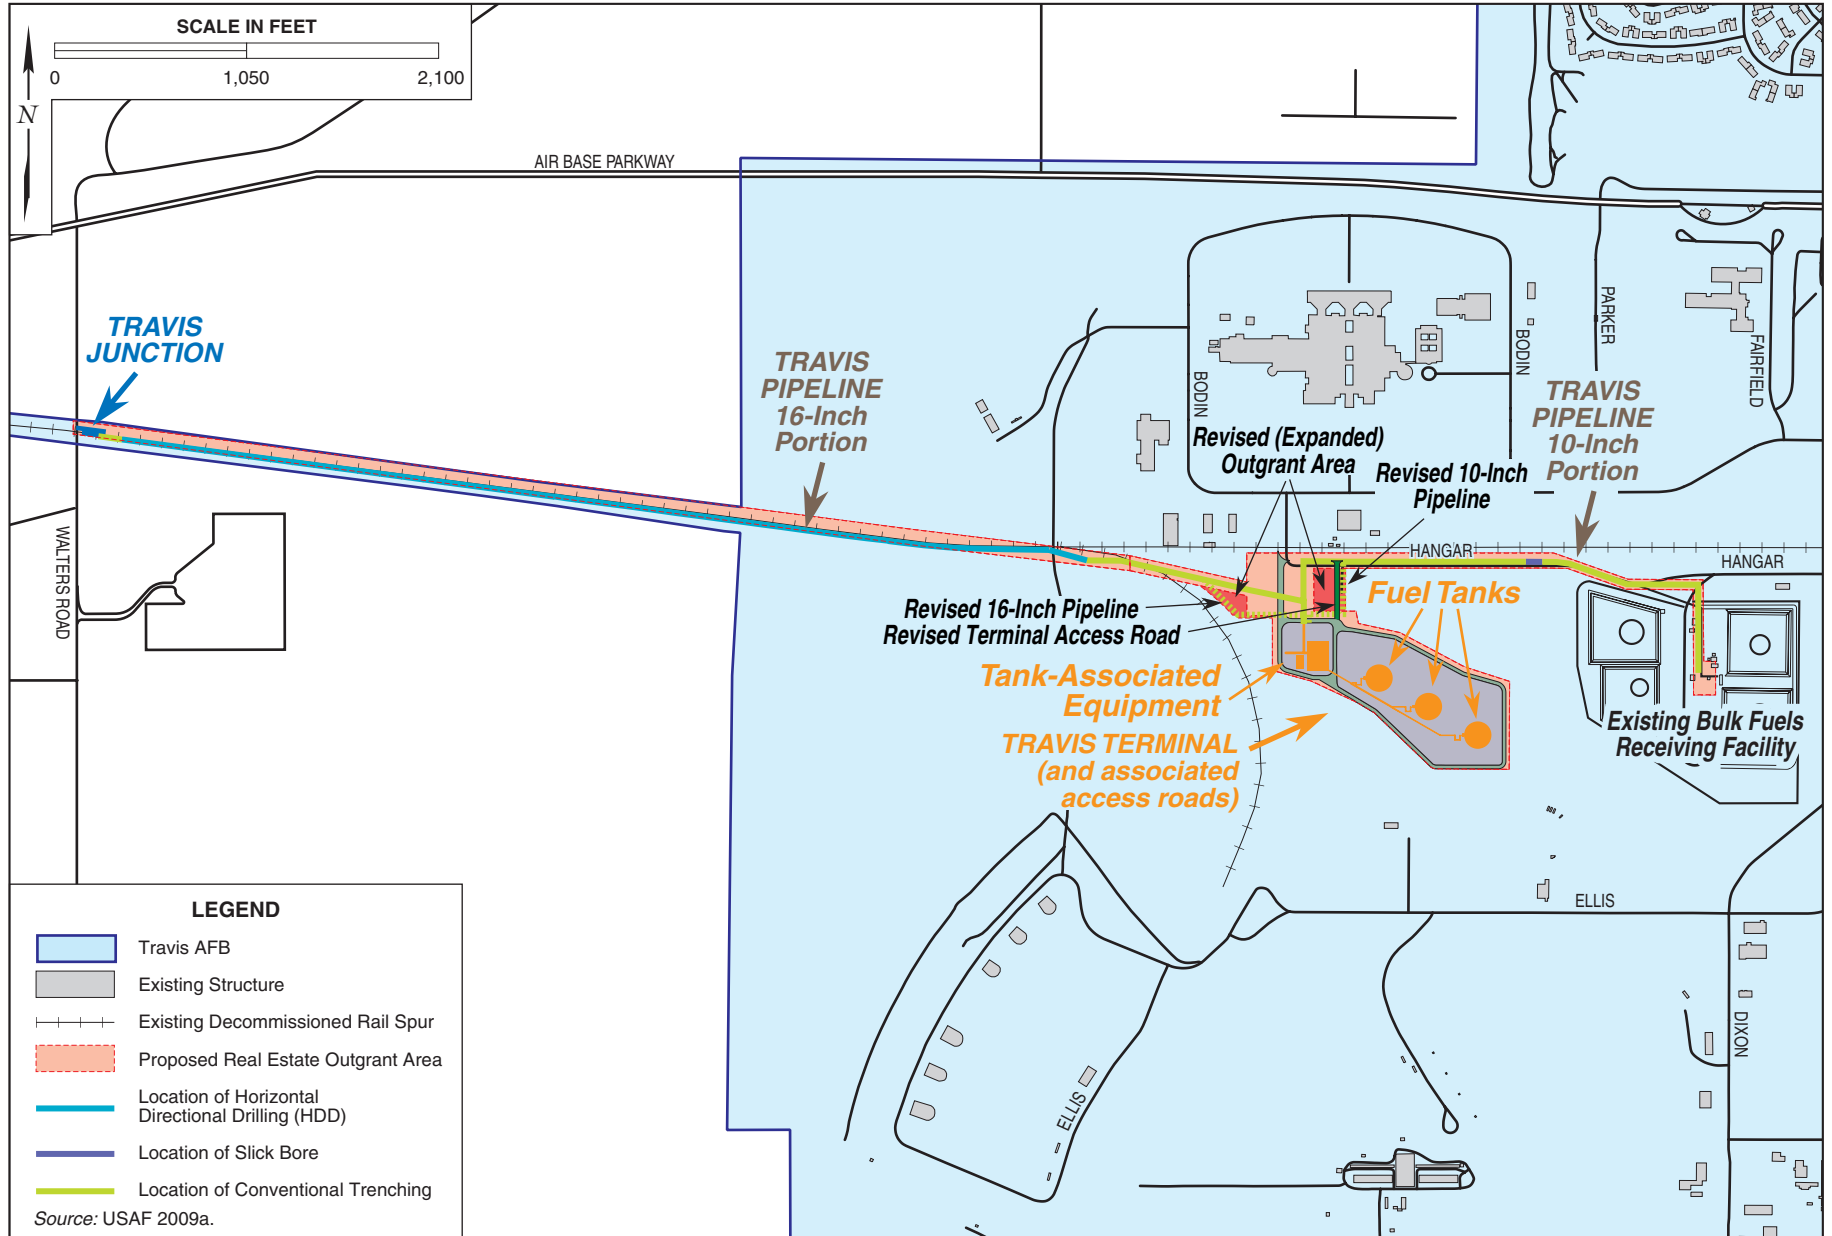 SCALE IN FEET
0 1,050 2,100
N
AIR BASE PARKWAY
TRAVIS
JUNCTION
TRAVIS
PIPELINE
16-Inch
Portion
BODIN
BODIN
PARKER
FAIRFIELD
TRAVIS
PIPELINE
10-Inch
Portion
Revised (Expanded)
Outgrant Area
Revised 10-Inch
Pipeline
WALTERS ROAD
HANGAR
HANGAR
Revised 16-Inch Pipeline
Revised Terminal Access Road
Fuel Tanks
Tank-Associated
Equipment
TRAVIS TERMINAL
(and associated
access roads)
Existing Bulk Fuels
Receiving Facility
ELLIS
ELLIS
DIXON
LEGEND
Travis AFB
Existing Structure
Existing Decommissioned Rail Spur
Proposed Real Estate Outgrant Area
Location of Horizontal
Directional Drilling (HDD)
Location of Slick Bore
Location of Conventional Trenching
Source: USAF 2009a.